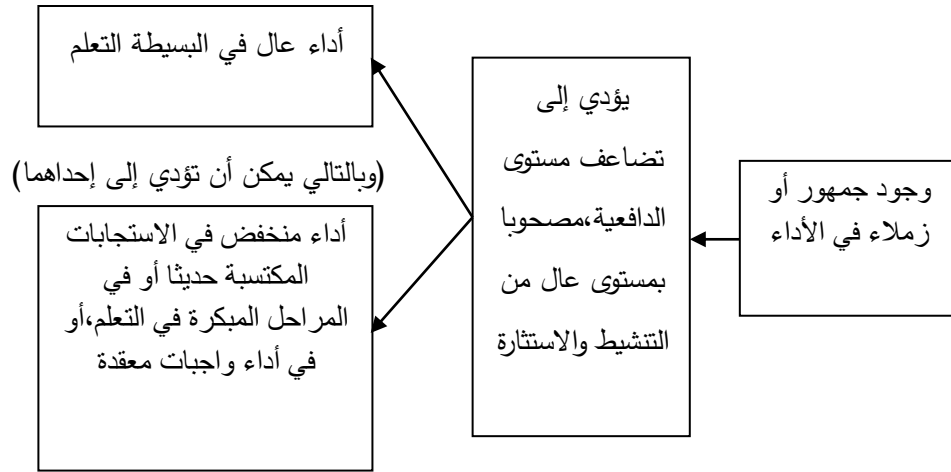 وجود جمهور أو
زملاء في الأداء
يؤدي إلى
تضاعف مستوى
الدافعية،مصحوبا
بمستوى عال من
التنشيط والاستثارة
أداء عال في البسيطة التعلم
(وبالتالي يمكن أن تؤدي إلى إحداهما)
أداء منخفض في الاستجابات
المكتسبة حديثا أو في
المراحل المبكرة في التعلم،أو
في أداء واجبات معقدة